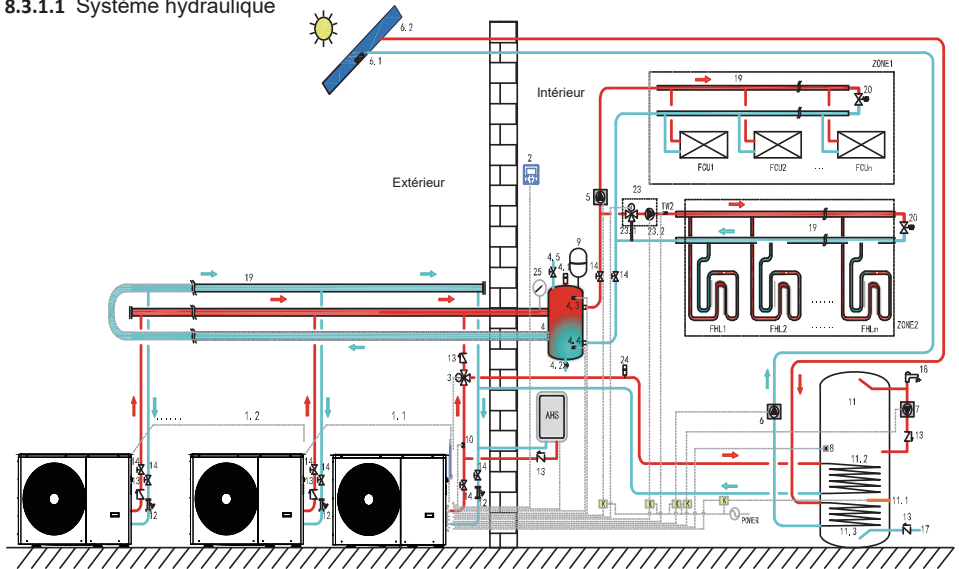 8.3.1.1 Système hydraulique
6.2
6.1
ZONE1
19
20
Intérieur
FCU1
FCU2
...
FCUn
2
Extérieur
5
23
TW2
23.1
23.2
19
20
FHL1
FHL2
......
FHLn
ZONE2
9
4.5
14
14
25
4.3
4
4.4
4.2
19
13
3
24
18
11
AHS
6
7
13
......
1.2
1.1
10
13
8
11.2
14
14
14
14
14
14
13
12
12
12
K
K
K
K
K
POWER
11.1
11.3
13
17